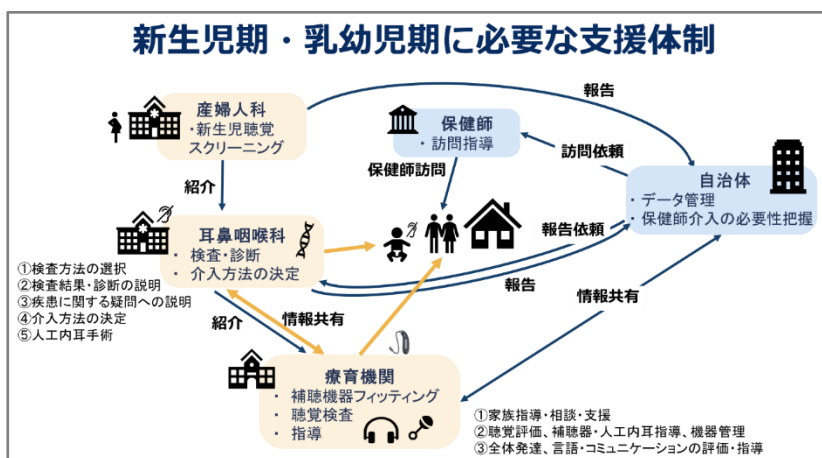 新生児期・乳幼児期に必要な支援体制
産婦人科
・新生児聴覚
スクリーニング
報告
保健師
・訪問指導
訪問依頼
自治体
・データ管理
・保健師介入の必要性把握
紹介
保健師訪問
耳鼻咽喉科
・検査・診断
・介入方法の決定
報告依頼
報告
①検査方法の選択
②検査結果・診断の説明
③疾患に関する疑問への説明
④介入方法の決定
⑤人工内耳手術
紹介
情報共有
情報共有
療育機関
・補聴機器フィッティング
・聴覚検査
・指導
①家族指導・相談・支援
②聴覚評価、補聴器・人工内耳指導、機器管理
③全体発達、言語・コミュニケーションの評価・指導